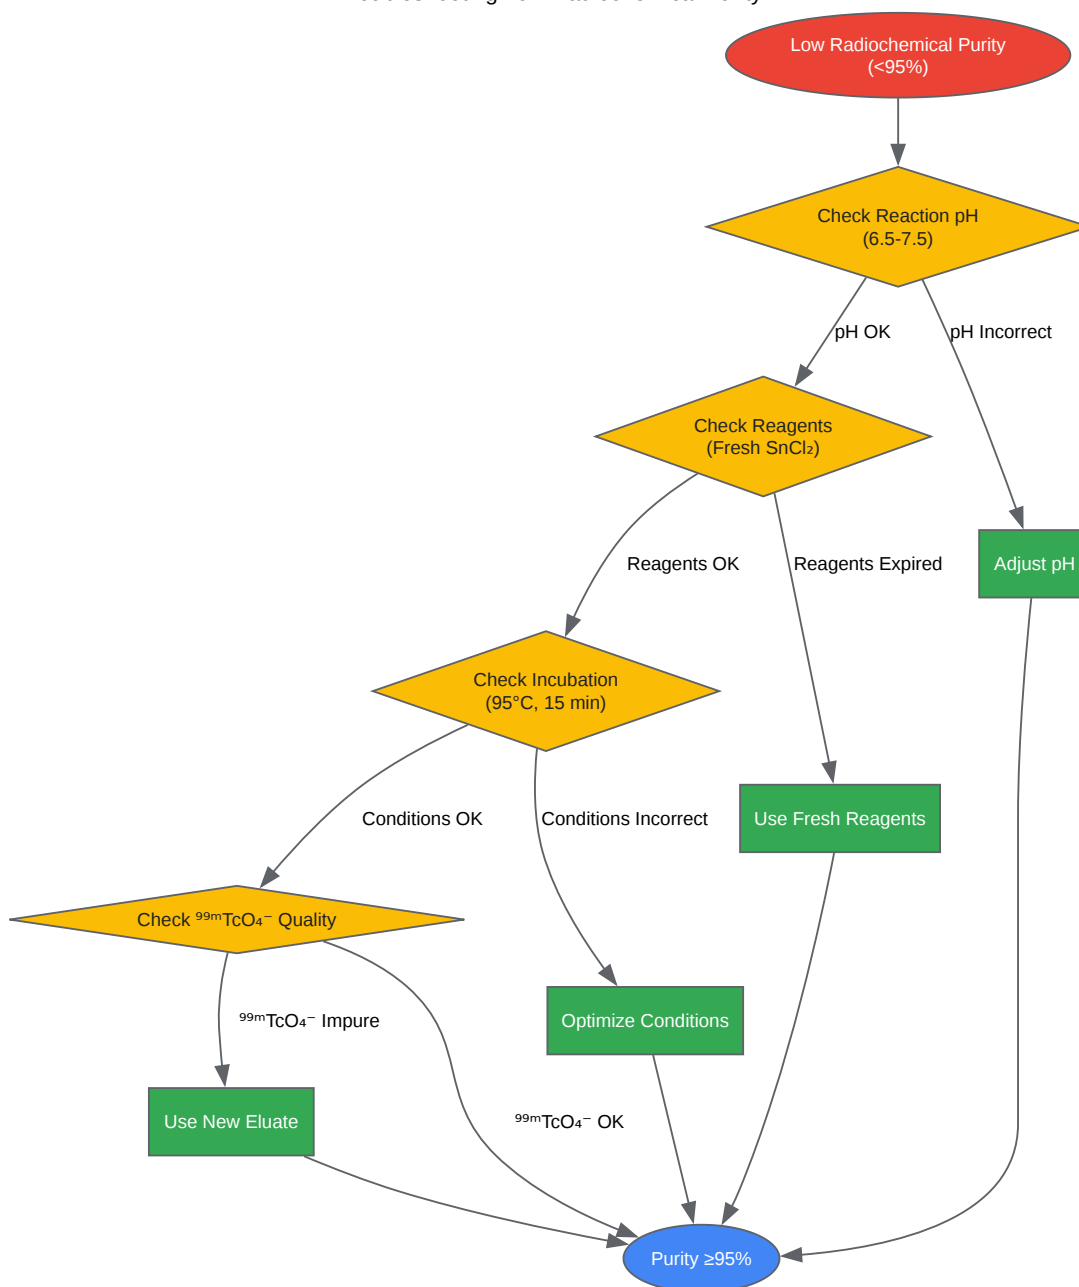 Low Radiochemical Purity
(<95%)
Check Reaction pH
(6.5-7.5)
pH OK
pH Incorrect
Check Reagents
(Fresh SnCl₂)
Reagents OK
Reagents Expired
Adjust pH
Check Incubation
(95°C, 15 min)
Conditions OK
Conditions Incorrect
Use Fresh Reagents
Check ⁹⁹ᵐTcO₄⁻ Quality
⁹⁹ᵐTcO₄⁻ Impure
Optimize Conditions
Use New Eluate
⁹⁹ᵐTcO₄⁻ OK
Purity ≥95%